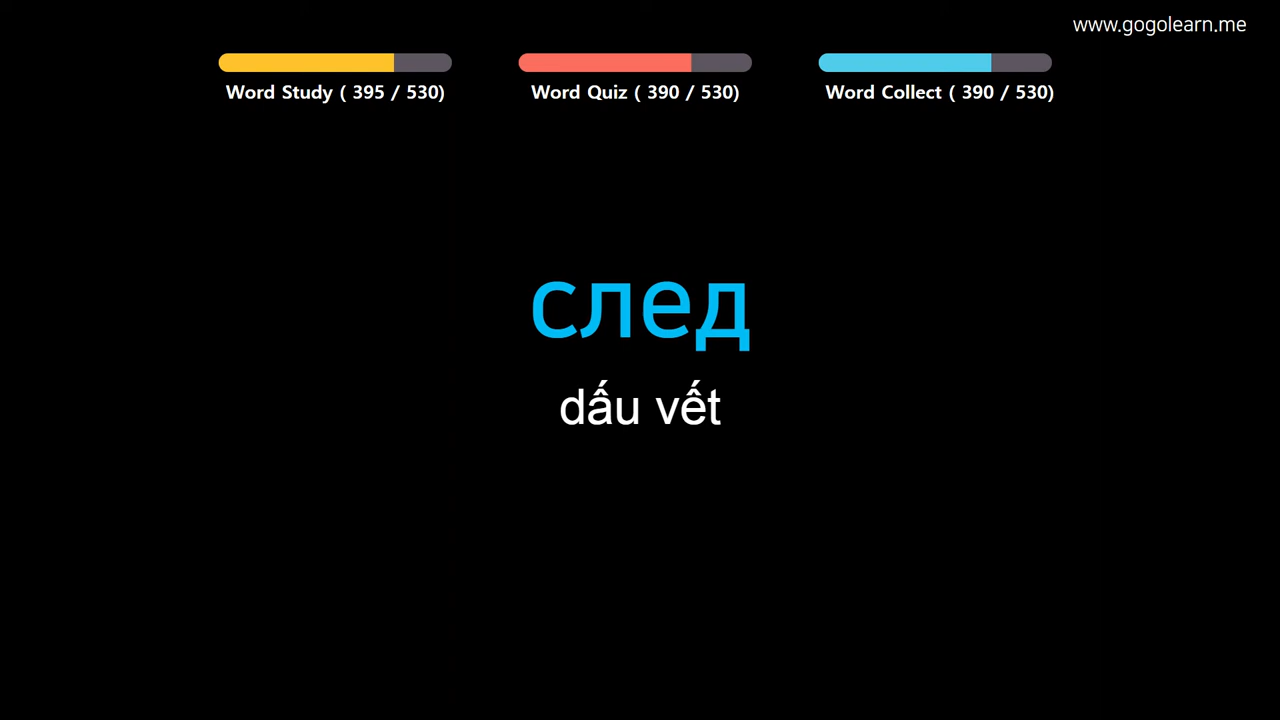 www.gogolearn.me
Word Study ( 395 / 530)
Word Quiz ( 390 / 530)
Word Collect ( 390 / 530)
след
dấu vết